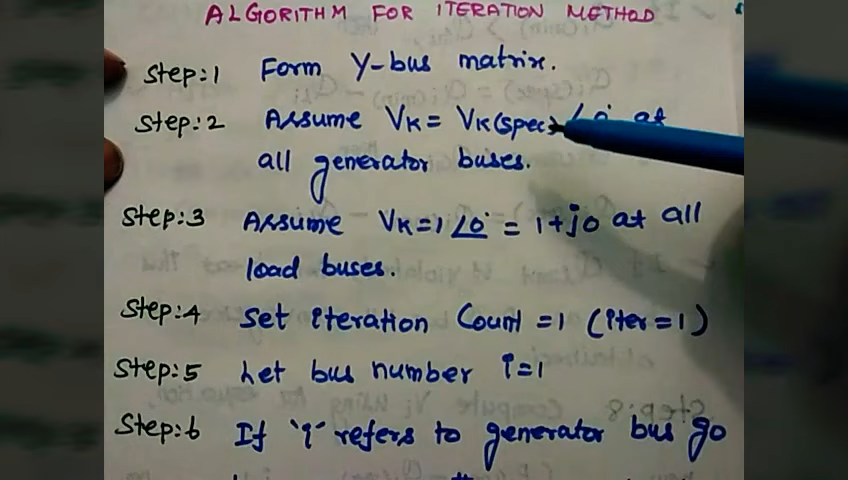 ALGORITHM FOR ITERATION METHOD
Step:1 Form Y-bus matrix.
Step:2 Assume VK = VK(spec) ∠0° at
all generator buses.
Step:3 Assume VK=1∠0° = 1+j0 at all
load buses.
Step:4 Set iteration Count =1 (iter=1)
Step:5 Let bus number i=1
Step:6 If 'i' refers to generator bus go